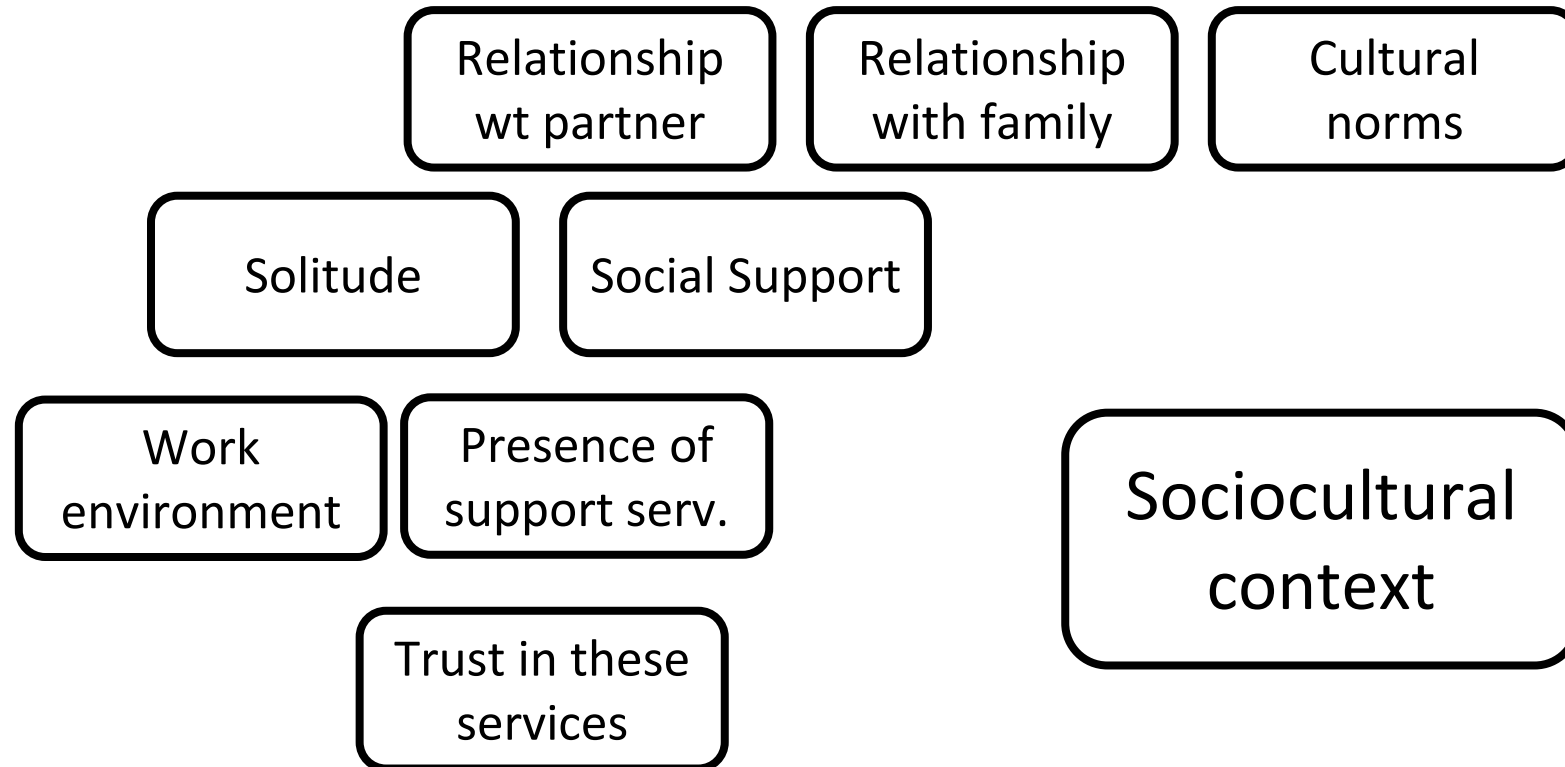 Relationship
wt partner
Relationship
with family
Cultural
norms
Solitude
Social Support
Work
environment
Presence of
support serv.
Sociocultural
context
Trust in these
services